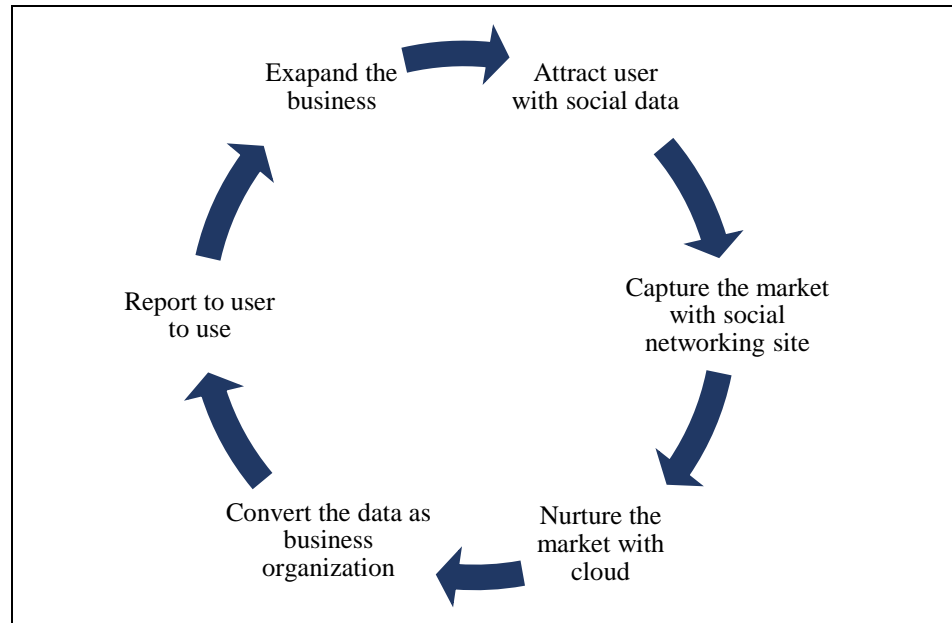 Exapand the
business
Attract user
with social data
Capture the market
with social
networking site
Nurture the
market with
cloud
Convert the data as
business
organization
Report to user
to use